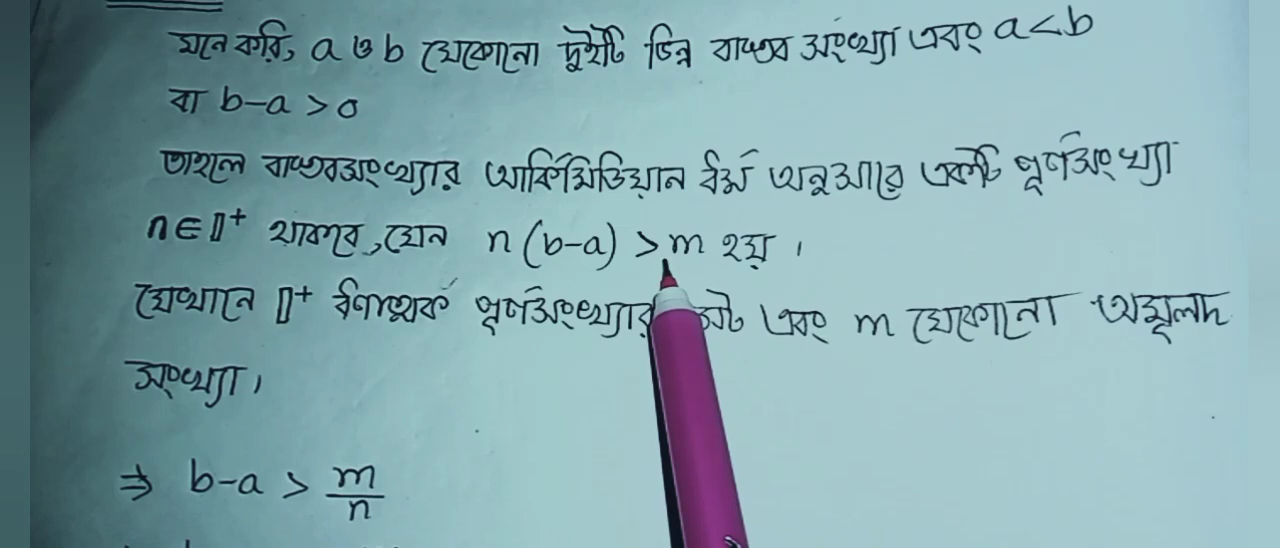 মনে করি, a ও b যেকোনো দুইটি ভিন্ন বাস্তব সংখ্যা এবং a < b
বা b-a > 0
তাহলে বাস্তবসংখ্যার আর্কিমিডিয়ান ধর্ম অনুসারে একটি পূর্ণসংখ্যা
n ∈ I⁺ থাকবে, যেন n (b-a) > m হয়।
যেখানে I⁺ ধণাত্মক পূর্ণসংখ্যার সেট এবং m যেকোনো অমূলদ
সংখ্যা।
⇒ b-a > m/n